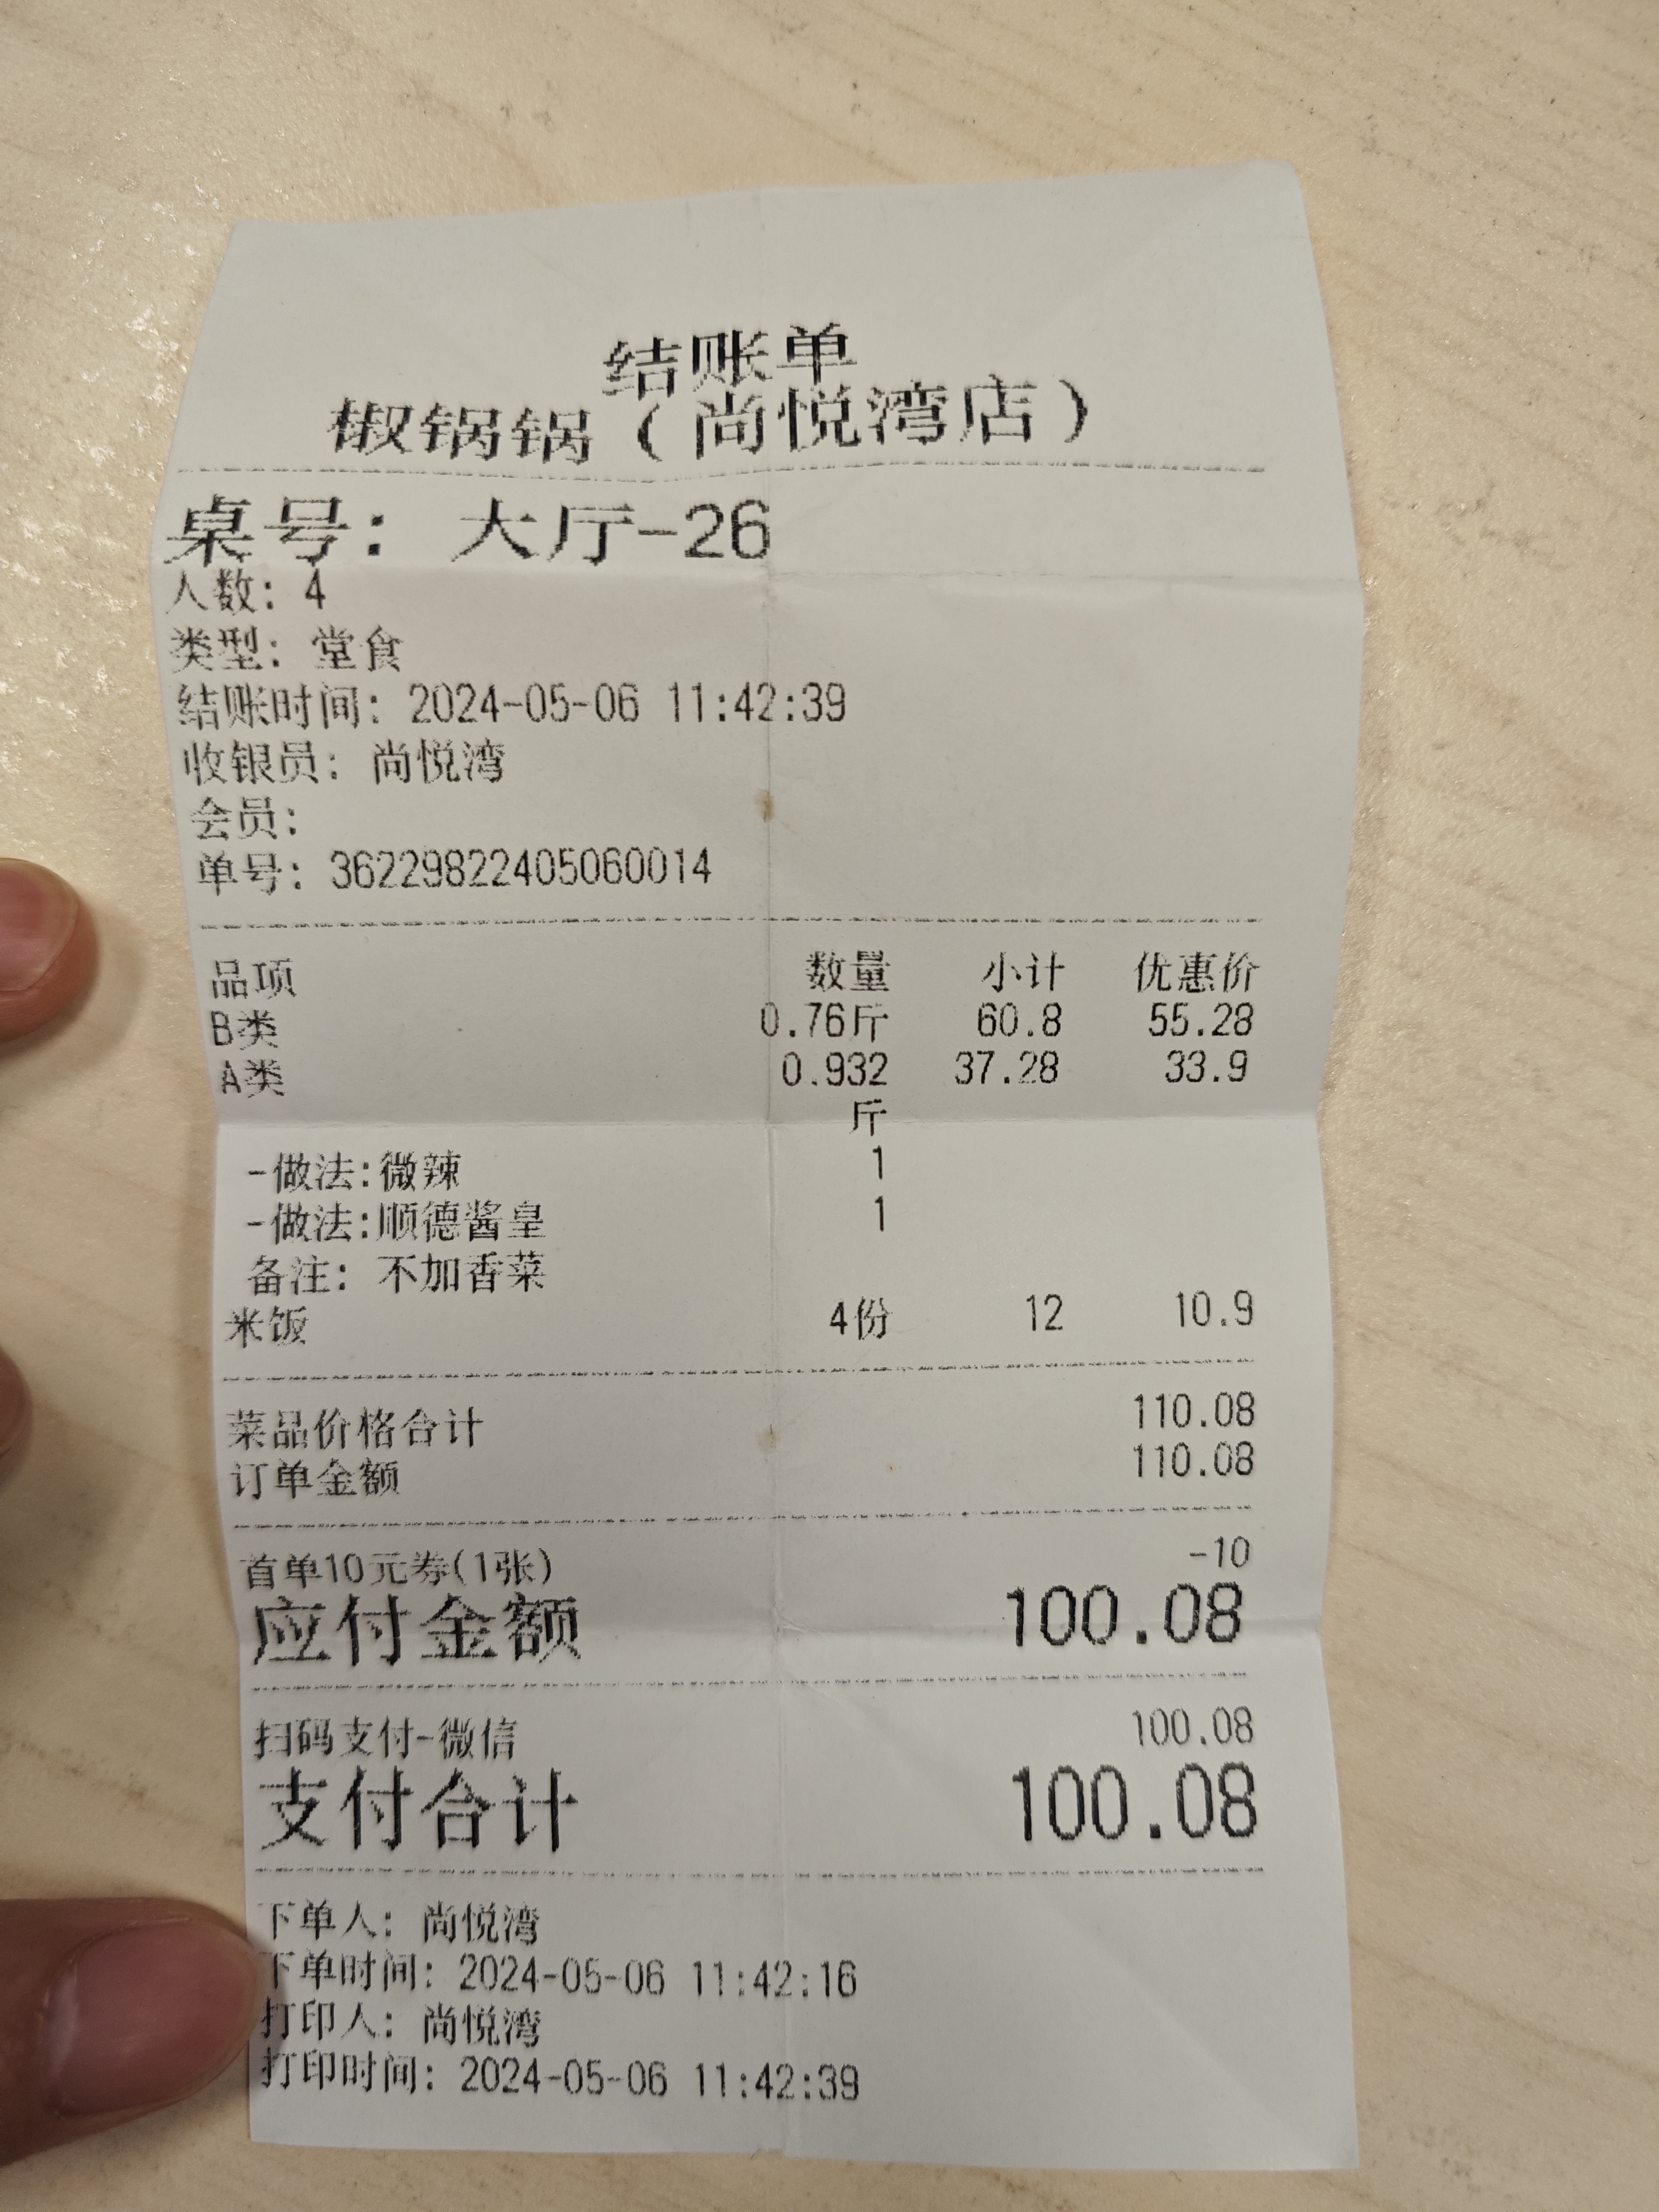 结账单
椒锅锅（尚悦湾店）
桌号： 大厅-26
人数：4
类型：堂食
结账时间：2024-05-06 11:42:39
收银员：尚悦湾
会员：
单号：36229822405060014
品项 数量 小计 优惠价
B类 0.76斤 60.8 55.28
A类 0.932 37.28 33.9
斤
-做法:微辣 1
-做法:顺德酱皇 1
备注：不加香菜
米饭 4份 12 10.9
菜品价格合计 110.08
订单金额 110.08
首单10元券(1张) -10
应付金额 100.08
扫码支付-微信 100.08
支付合计 100.08
下单人：尚悦湾
下单时间：2024-05-06 11:42:16
打印人：尚悦湾
打印时间：2024-05-06 11:42:39